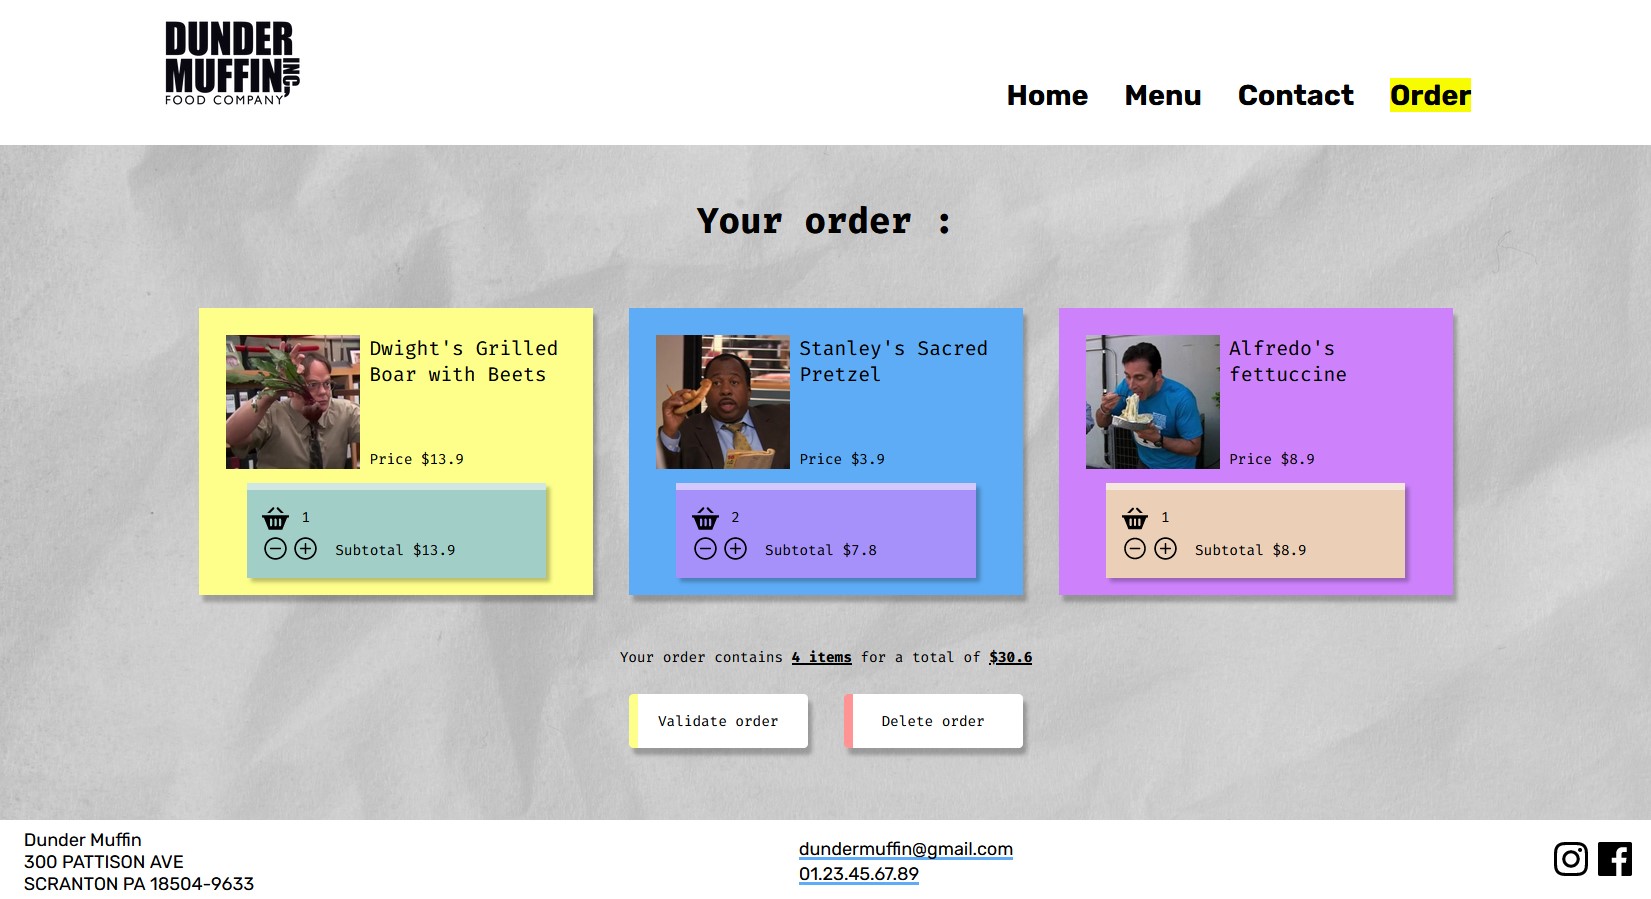 DUNDER
MUFFIN, INC
FOOD COMPANY
Home Menu Contact Order
Your order :
Dwight's Grilled
Boar with Beets
Price $13.9
1
Subtotal $13.9
Stanley's Sacred
Pretzel
Price $3.9
2
Subtotal $7.8
Alfredo's
fettuccine
Price $8.9
1
Subtotal $8.9
Your order contains 4 items for a total of $30.6
Validate order
Delete order
Dunder Muffin
300 PATTISON AVE
SCRANTON PA 18504-9633
dundermuffin@gmail.com
01.23.45.67.89